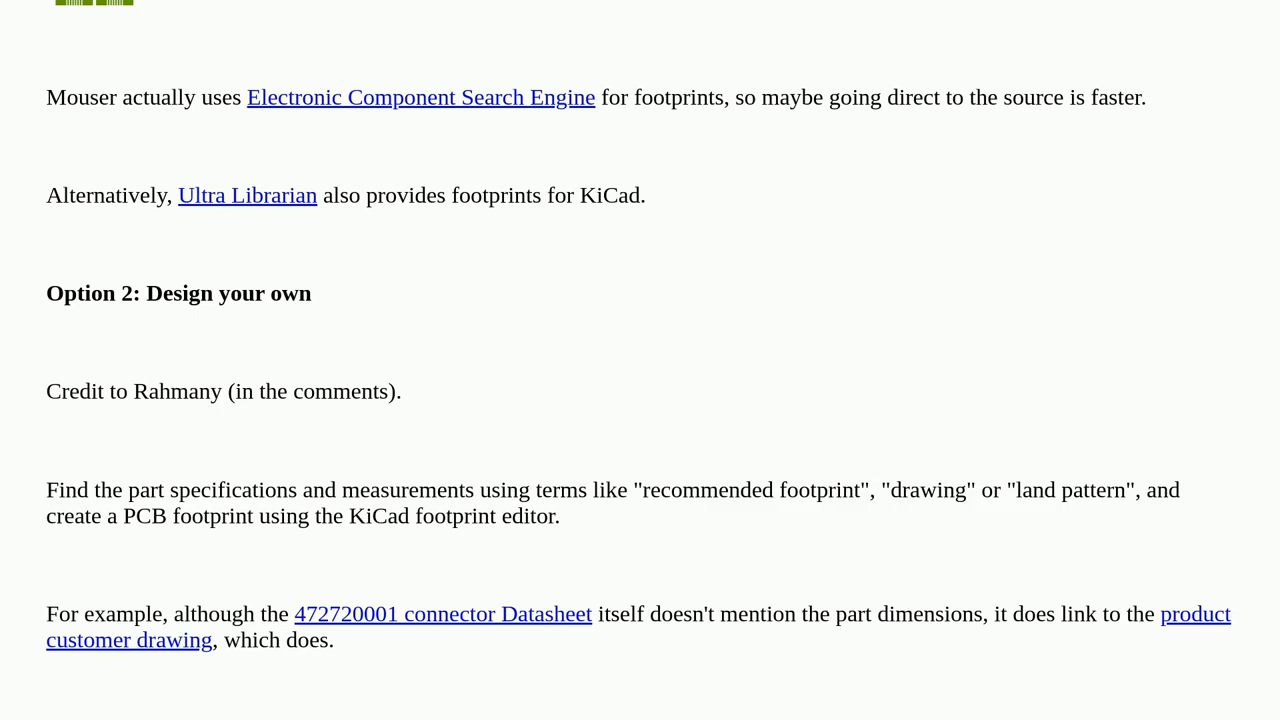 Mouser actually uses Electronic Component Search Engine for footprints, so maybe going direct to the source is faster.
Alternatively, Ultra Librarian also provides footprints for KiCad.
Option 2: Design your own
Credit to Rahmany (in the comments).
Find the part specifications and measurements using terms like "recommended footprint", "drawing" or "land pattern", and
create a PCB footprint using the KiCad footprint editor.
For example, although the 472720001 connector Datasheet itself doesn't mention the part dimensions, it does link to the product
customer drawing, which does.